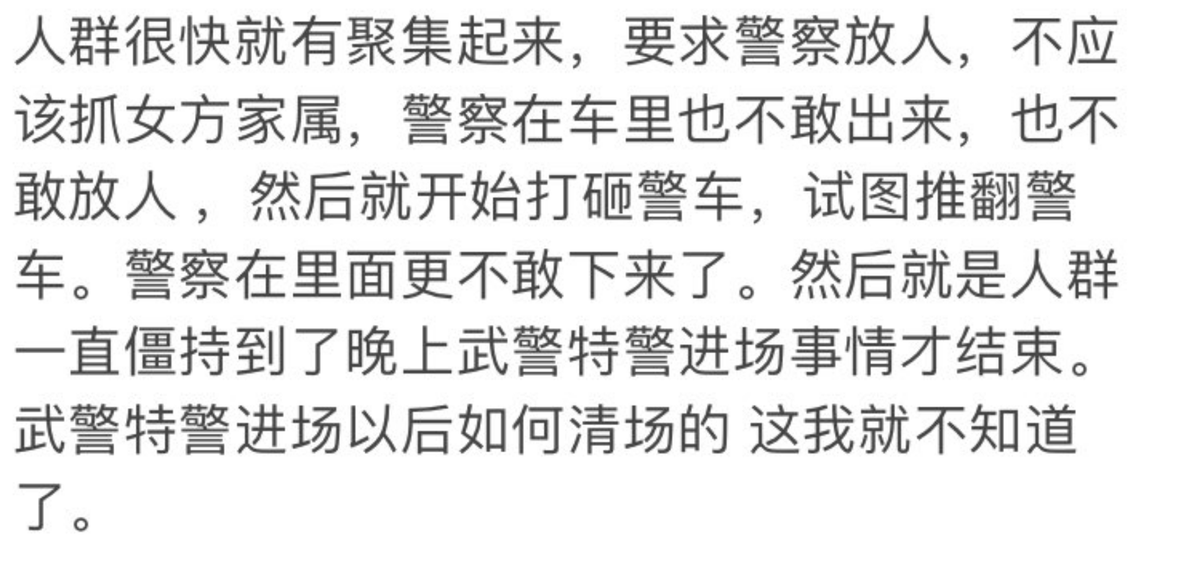 人群很快就有聚集起来，要求警察放人，不应
该抓女方家属，警察在车里也不敢出来，也不
敢放人 ，然后就开始打砸警车，试图推翻警
车。警察在里面更不敢下来了。然后就是人群
一直僵持到了晚上武警特警进场事情才结束。
武警特警进场以后如何清场的 这我就不知道
了。